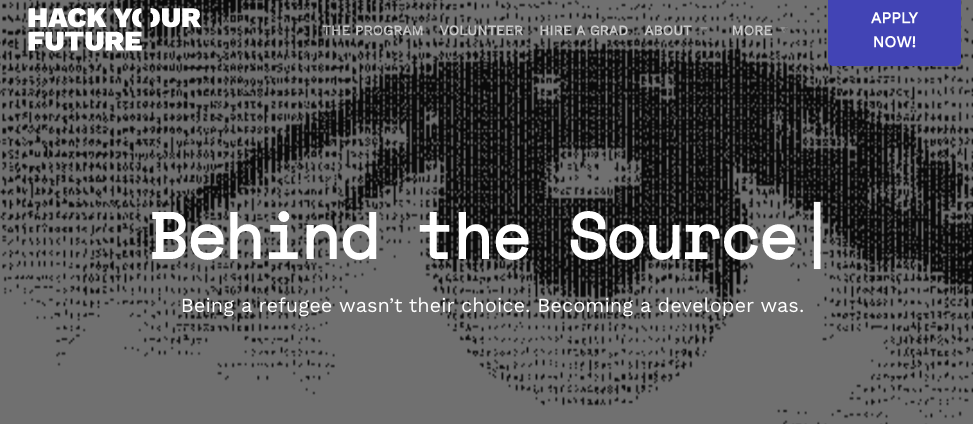 HACK YOUR
FUTURE
THE PROGRAM VOLUNTEER HIRE A GRAD ABOUT MORE
APPLY
NOW!
Behind the Source|
Being a refugee wasn’t their choice. Becoming a developer was.